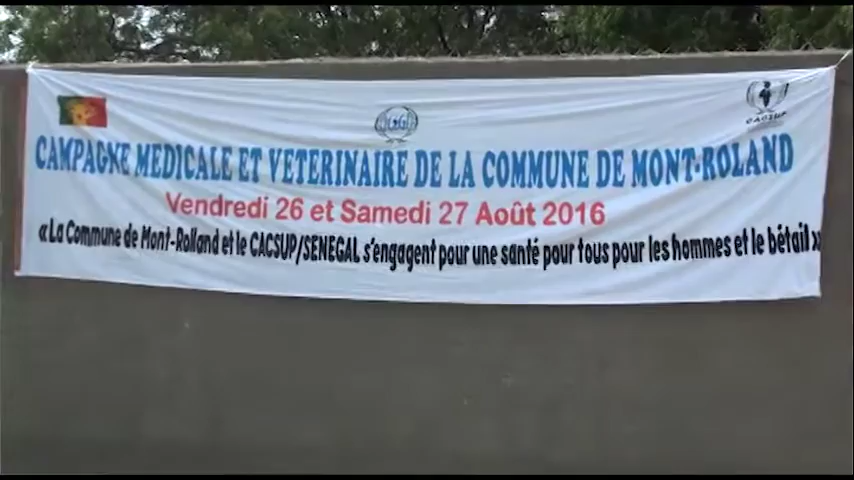 CACSUP
CAMPAGNE MEDICALE ET VETERINAIRE DE LA COMMUNE DE MONT-ROLAND
Vendredi 26 et Samedi 27 Août 2016
«La Commune de Mont-Rolland et le CACSUP/SENEGAL s'engagent pour une santé pour tous pour les hommes et le bétail»